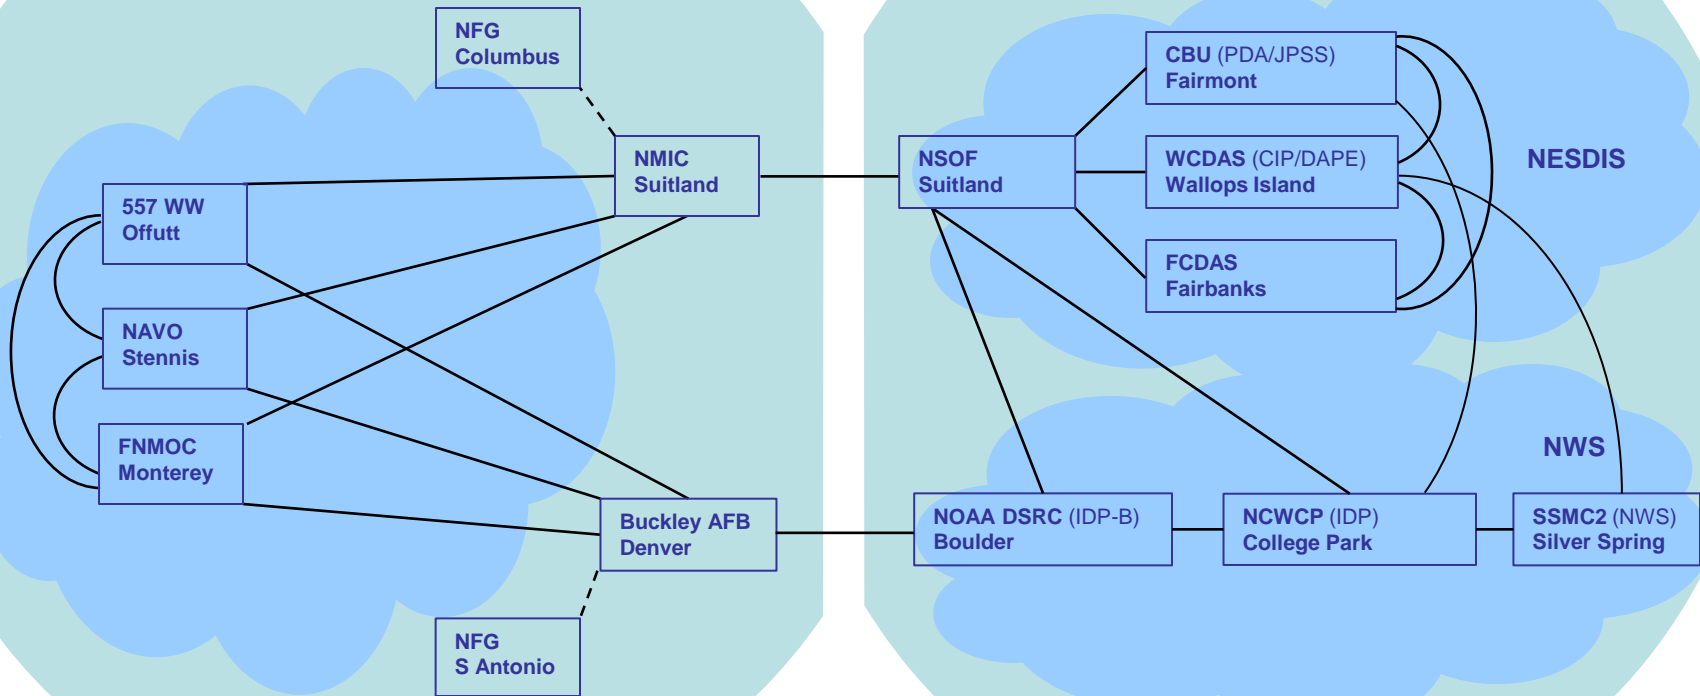 NFG
Columbus
NMIC
Suitland
557 WW
Offutt
NAVO
Stennis
FNMOC
Monterey
Buckley AFB
Denver
NFG
S Antonio
CBU (PDA/JPSS)
Fairmont
NSOF
Suitland
WCDAS (CIP/DAPE)
Wallops Island
NESDIS
FCDAS
Fairbanks
NWS
NOAA DSRC (IDP-B)
Boulder
NCWCP (IDP)
College Park
SSMC2 (NWS)
Silver Spring